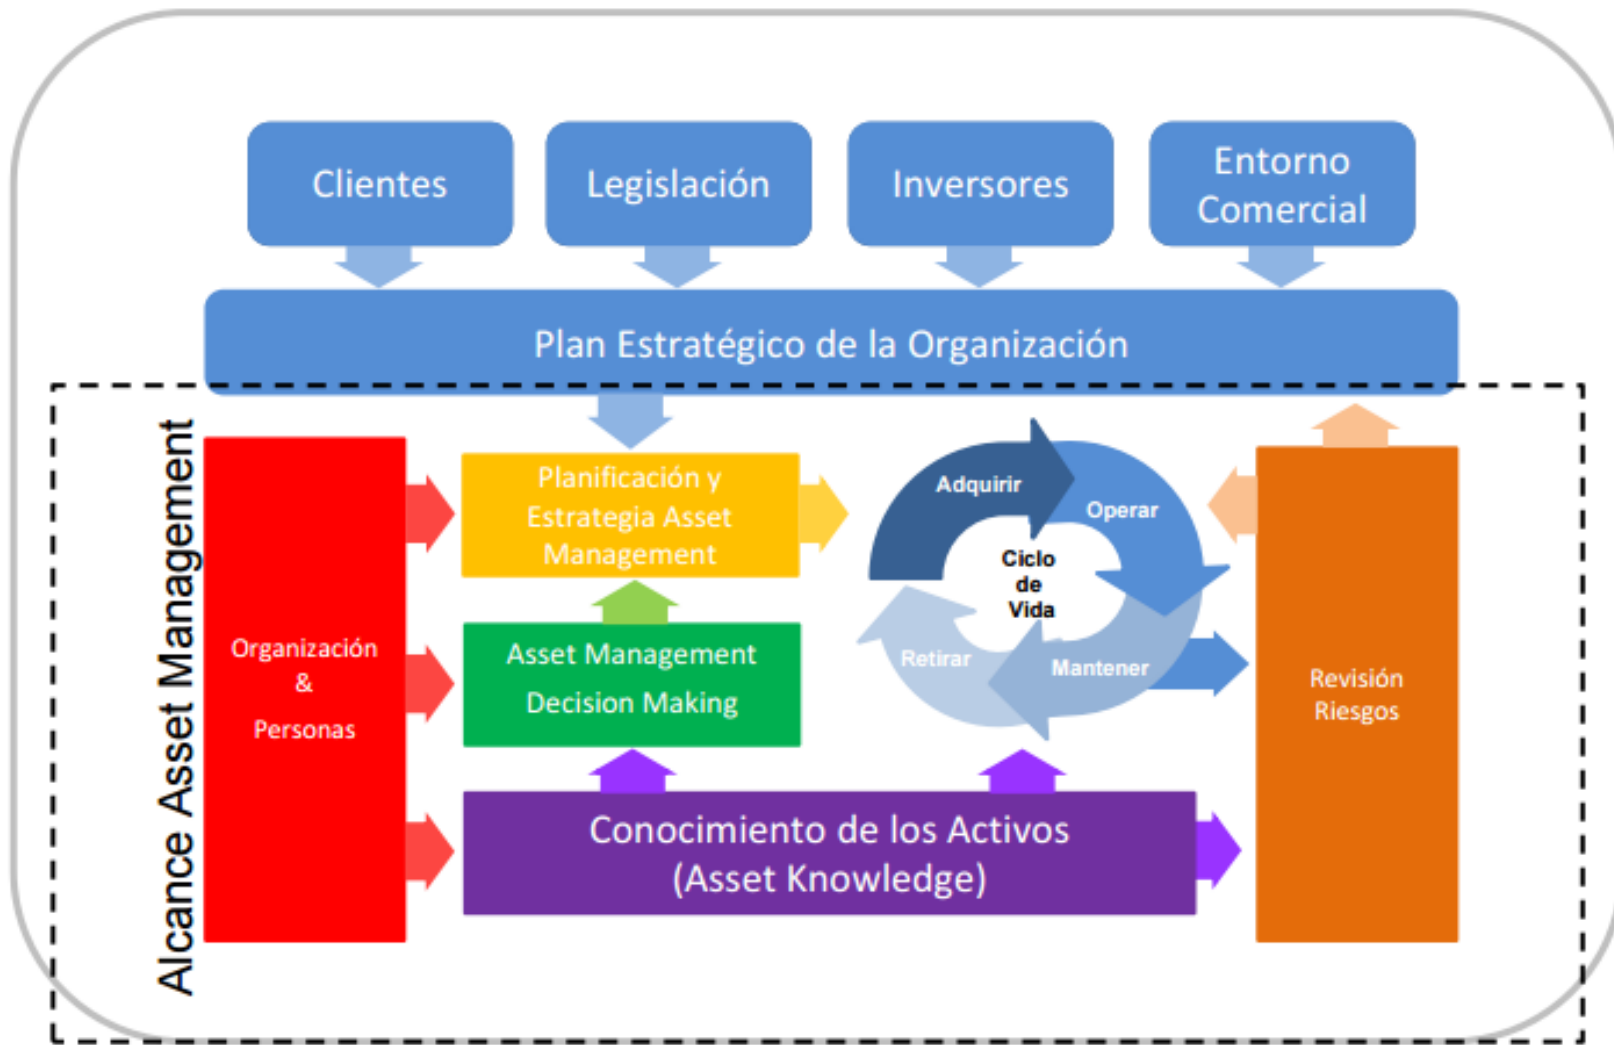 Clientes
Legislación
Inversores
Entorno
Comercial
Plan Estratégico de la Organización
Alcance Asset Management
Organización
&
Personas
Planificación y
Estrategia Asset
Management
Asset Management
Decision Making
Adquirir
Operar
Ciclo
de
Vida
Retirar
Mantener
Revisión
Riesgos
Conocimiento de los Activos
(Asset Knowledge)